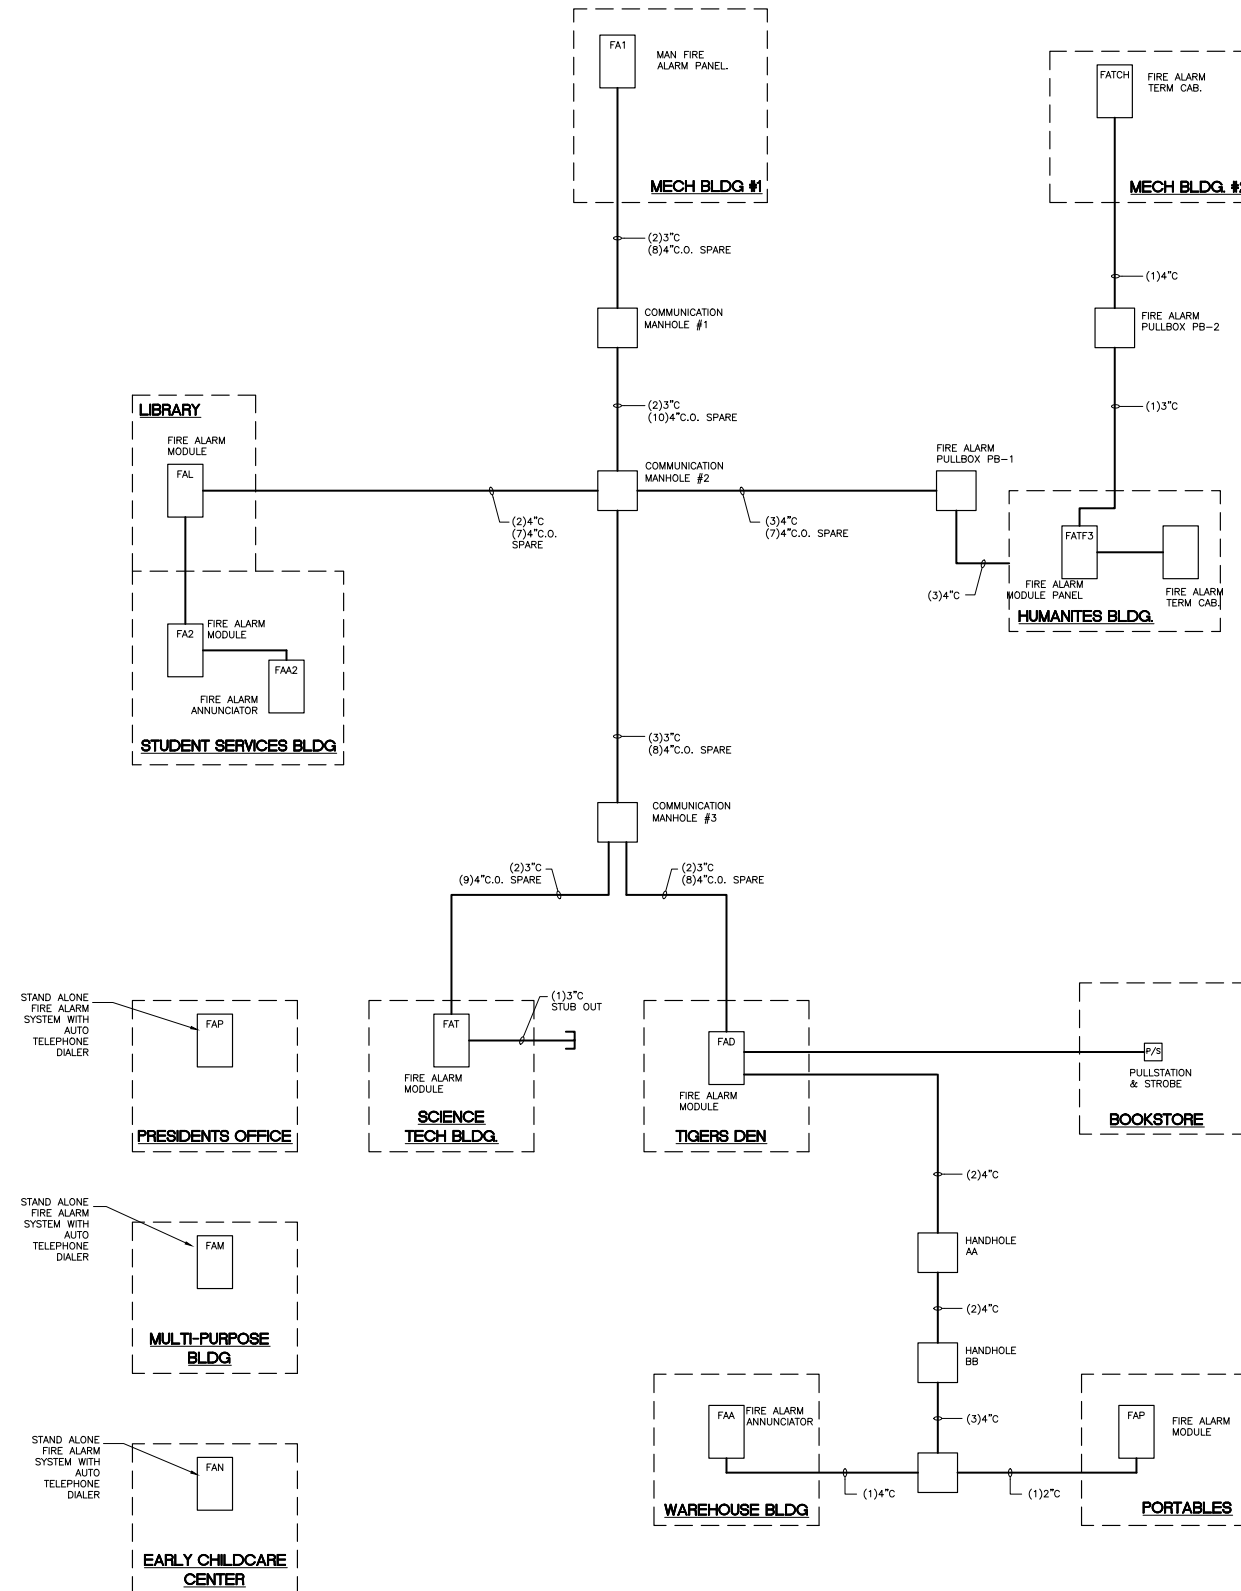 FA1
MAN FIRE
ALARM PANEL.
MECH BLDG #1
FATCH
FIRE ALARM
TERM CAB.
MECH BLDG. #2
(2)3"C
(8)4"C.O. SPARE
(1)4"C
COMMUNICATION
MANHOLE #1
FIRE ALARM
PULLBOX PB-2
(2)3"C
(10)4"C.O. SPARE
(1)3"C
LIBRARY
FIRE ALARM
MODULE
FAL
COMMUNICATION
MANHOLE #2
FIRE ALARM
PULLBOX PB-1
(2)4"C
(7)4"C.O.
SPARE
(3)4"C
(7)4"C.O. SPARE
(3)4"C
FATF3
FIRE ALARM
MODULE PANEL
FIRE ALARM
TERM CAB.
HUMANITES BLDG.
FA2
FIRE ALARM
MODULE
FAA2
FIRE ALARM
ANNUNCIATOR
STUDENT SERVICES BLDG
(3)3"C
(8)4"C.O. SPARE
COMMUNICATION
MANHOLE #3
(2)3"C
(9)4"C.O. SPARE
(2)3"C
(8)4"C.O. SPARE
STAND ALONE
FIRE ALARM
SYSTEM WITH
AUTO
TELEPHONE
DIALER
FAP
PRESIDENTS OFFICE
FAT
(1)3"C
STUB OUT
FIRE ALARM
MODULE
SCIENCE
TECH BLDG.
FAD
FIRE ALARM
MODULE
TIGERS DEN
P/S
PULLSTATION
& STROBE
BOOKSTORE
(2)4"C
STAND ALONE
FIRE ALARM
SYSTEM WITH
AUTO
TELEPHONE
DIALER
FAM
MULTI-PURPOSE
BLDG
HANDHOLE
AA
(2)4"C
HANDHOLE
BB
(3)4"C
STAND ALONE
FIRE ALARM
SYSTEM WITH
AUTO
TELEPHONE
DIALER
FAN
EARLY CHILDCARE
CENTER
FAA
FIRE ALARM
ANNUNCIATOR
(1)4"C
WAREHOUSE BLDG
(1)2"C
FAP
FIRE ALARM
MODULE
PORTABLES